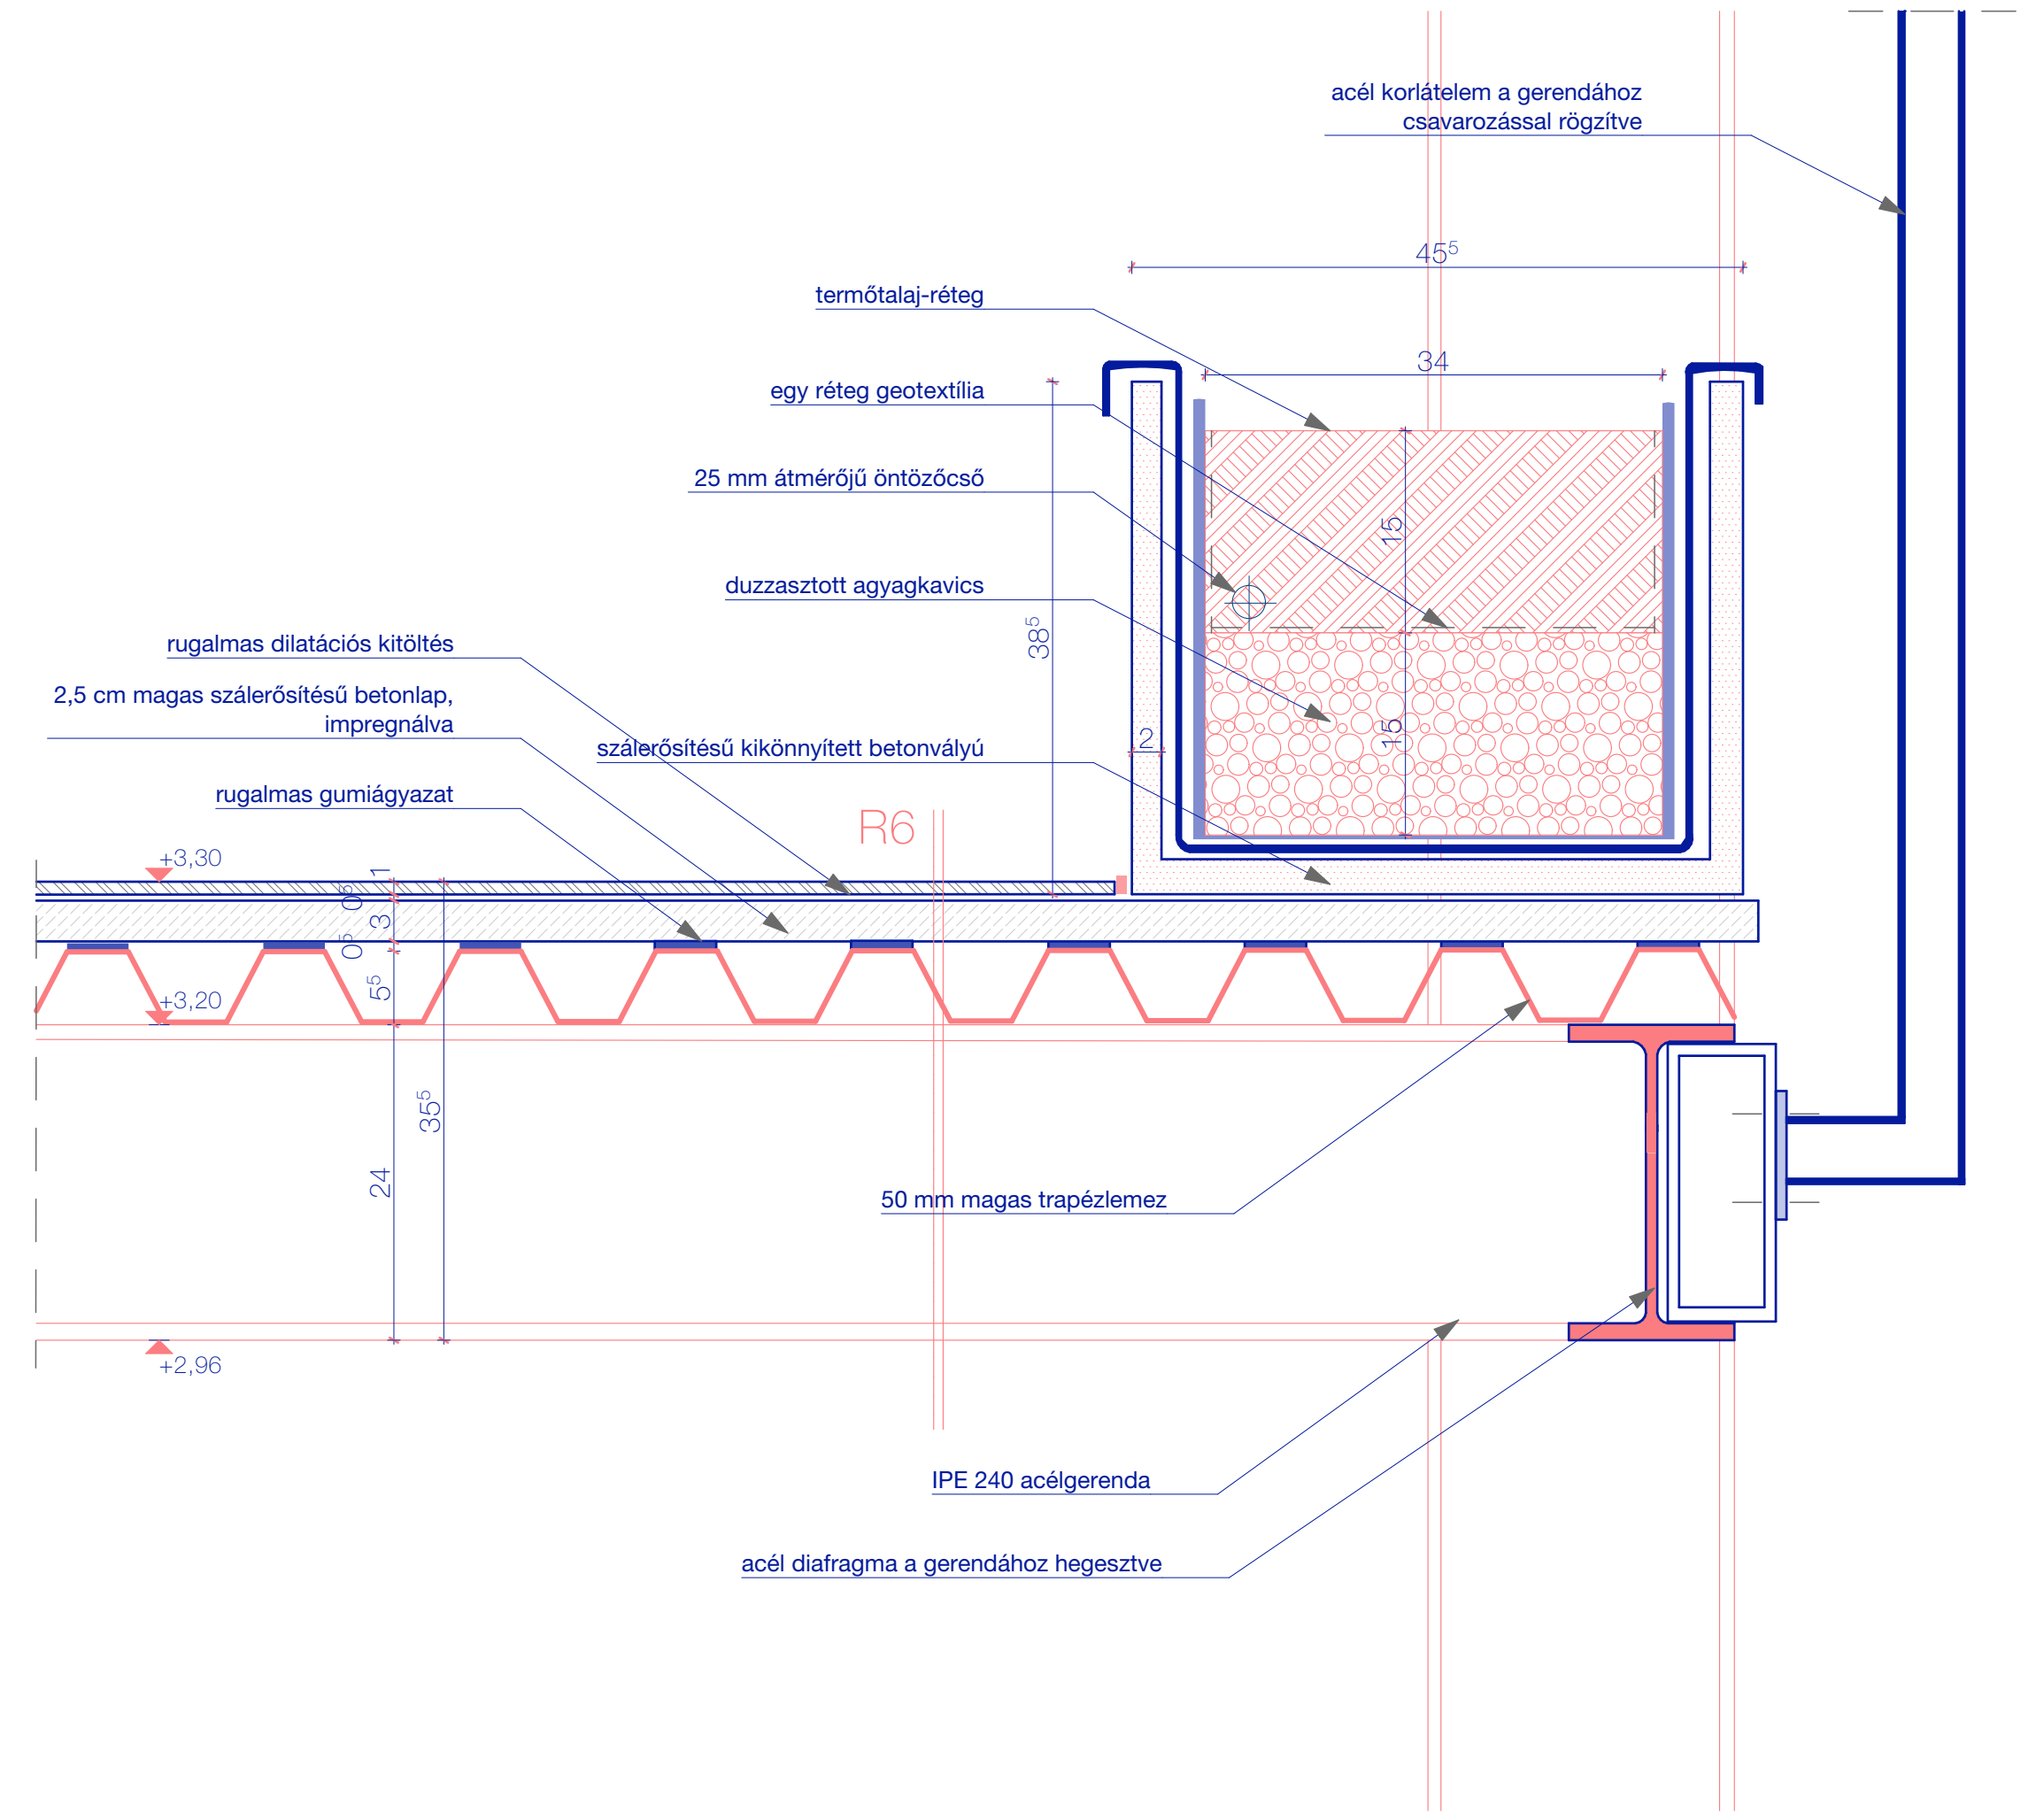 acél korlátelem a gerendához
csavarozással rögzítve
45⁵
termőtalaj-réteg
34
egy réteg geotextília
25 mm átmérőjű öntözőcső
15
duzzasztott agyagkavics
38⁵
rugalmas dilatációs kitöltés
2,5 cm magas szálerősítésű betonlap,
impregnálva
15
2
szálerősítésű kikönnyített betonvályú
rugalmas gumiágyazat
R6
+3,30
1
0⁵
3
0⁵
5⁵
+3,20
35⁵
24
50 mm magas trapézlemez
+2,96
IPE 240 acélgerenda
acél diafragma a gerendához hegesztve